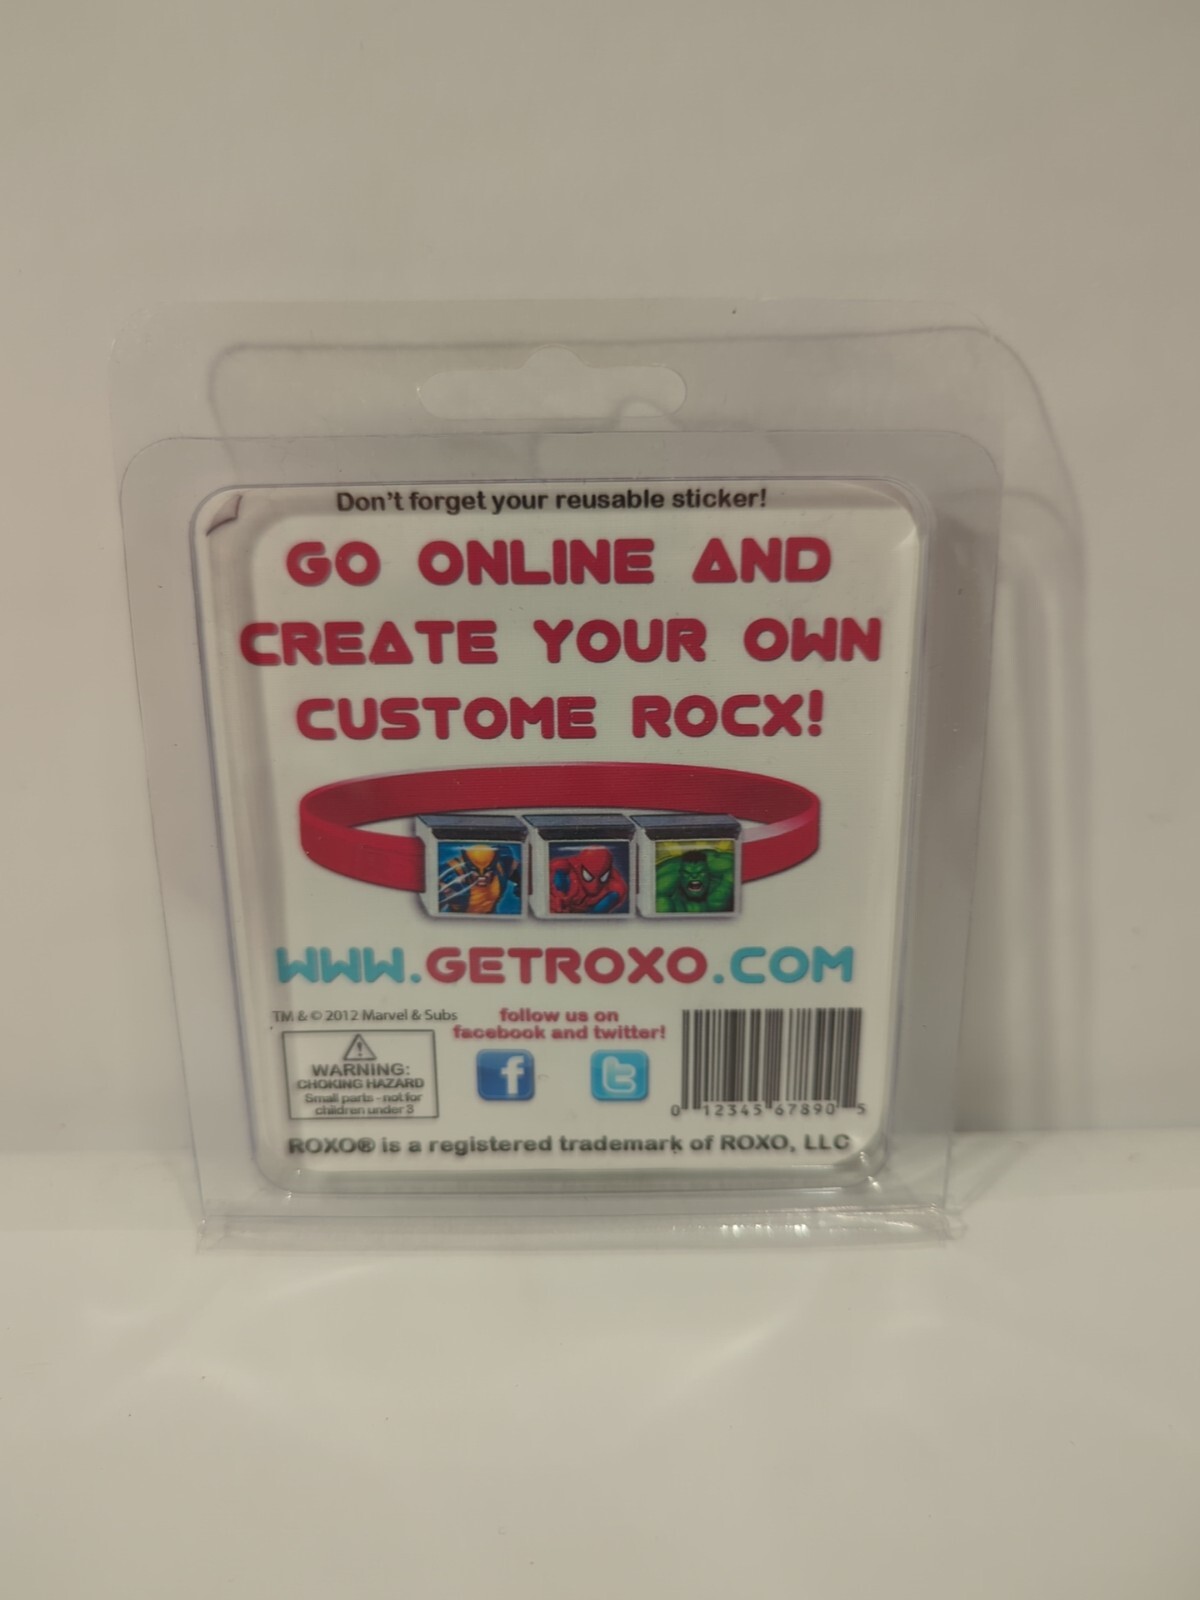 Don't forget your reusable sticker!
GO ONLINE AND
CREATE YOUR OWN
CUSTOME ROCX!
WWW.GETROXO.COM
TM & © 2012 Marvel & Subs
follow us on
facebook and twitter!
WARNING:
CHOKING HAZARD
Small parts - not for
children under 3
f
t
0 12345 67890 5
ROXO® is a registered trademark of ROXO, LLC